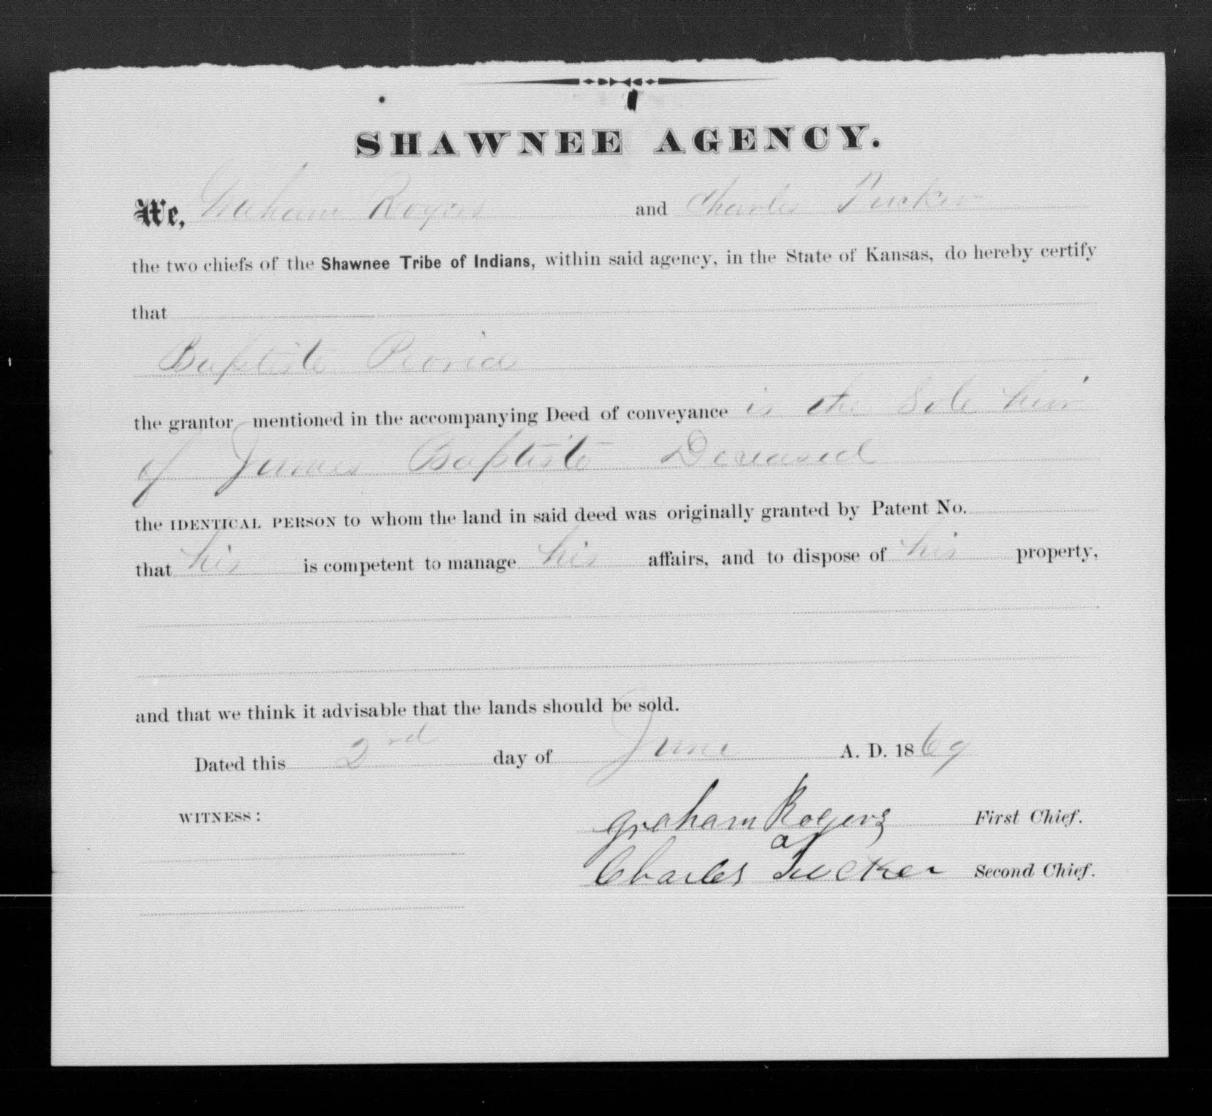 SHAWNEE AGENCY.
We, Graham Rogers and Charles Tucker
the two chiefs of the Shawnee Tribe of Indians, within said agency, in the State of Kansas, do hereby certify
that
Baptiste Peoria
the grantor mentioned in the accompanying Deed of conveyance is the Sole heir
of James Baptiste Deceased
the IDENTICAL PERSON to whom the land in said deed was originally granted by Patent No.
that his is competent to manage his affairs, and to dispose of his property,
and that we think it advisable that the lands should be sold.
Dated this 2nd day of June A. D. 1869
WITNESS:
graham Rogers First Chief.
a
Charles Tucker Second Chief.